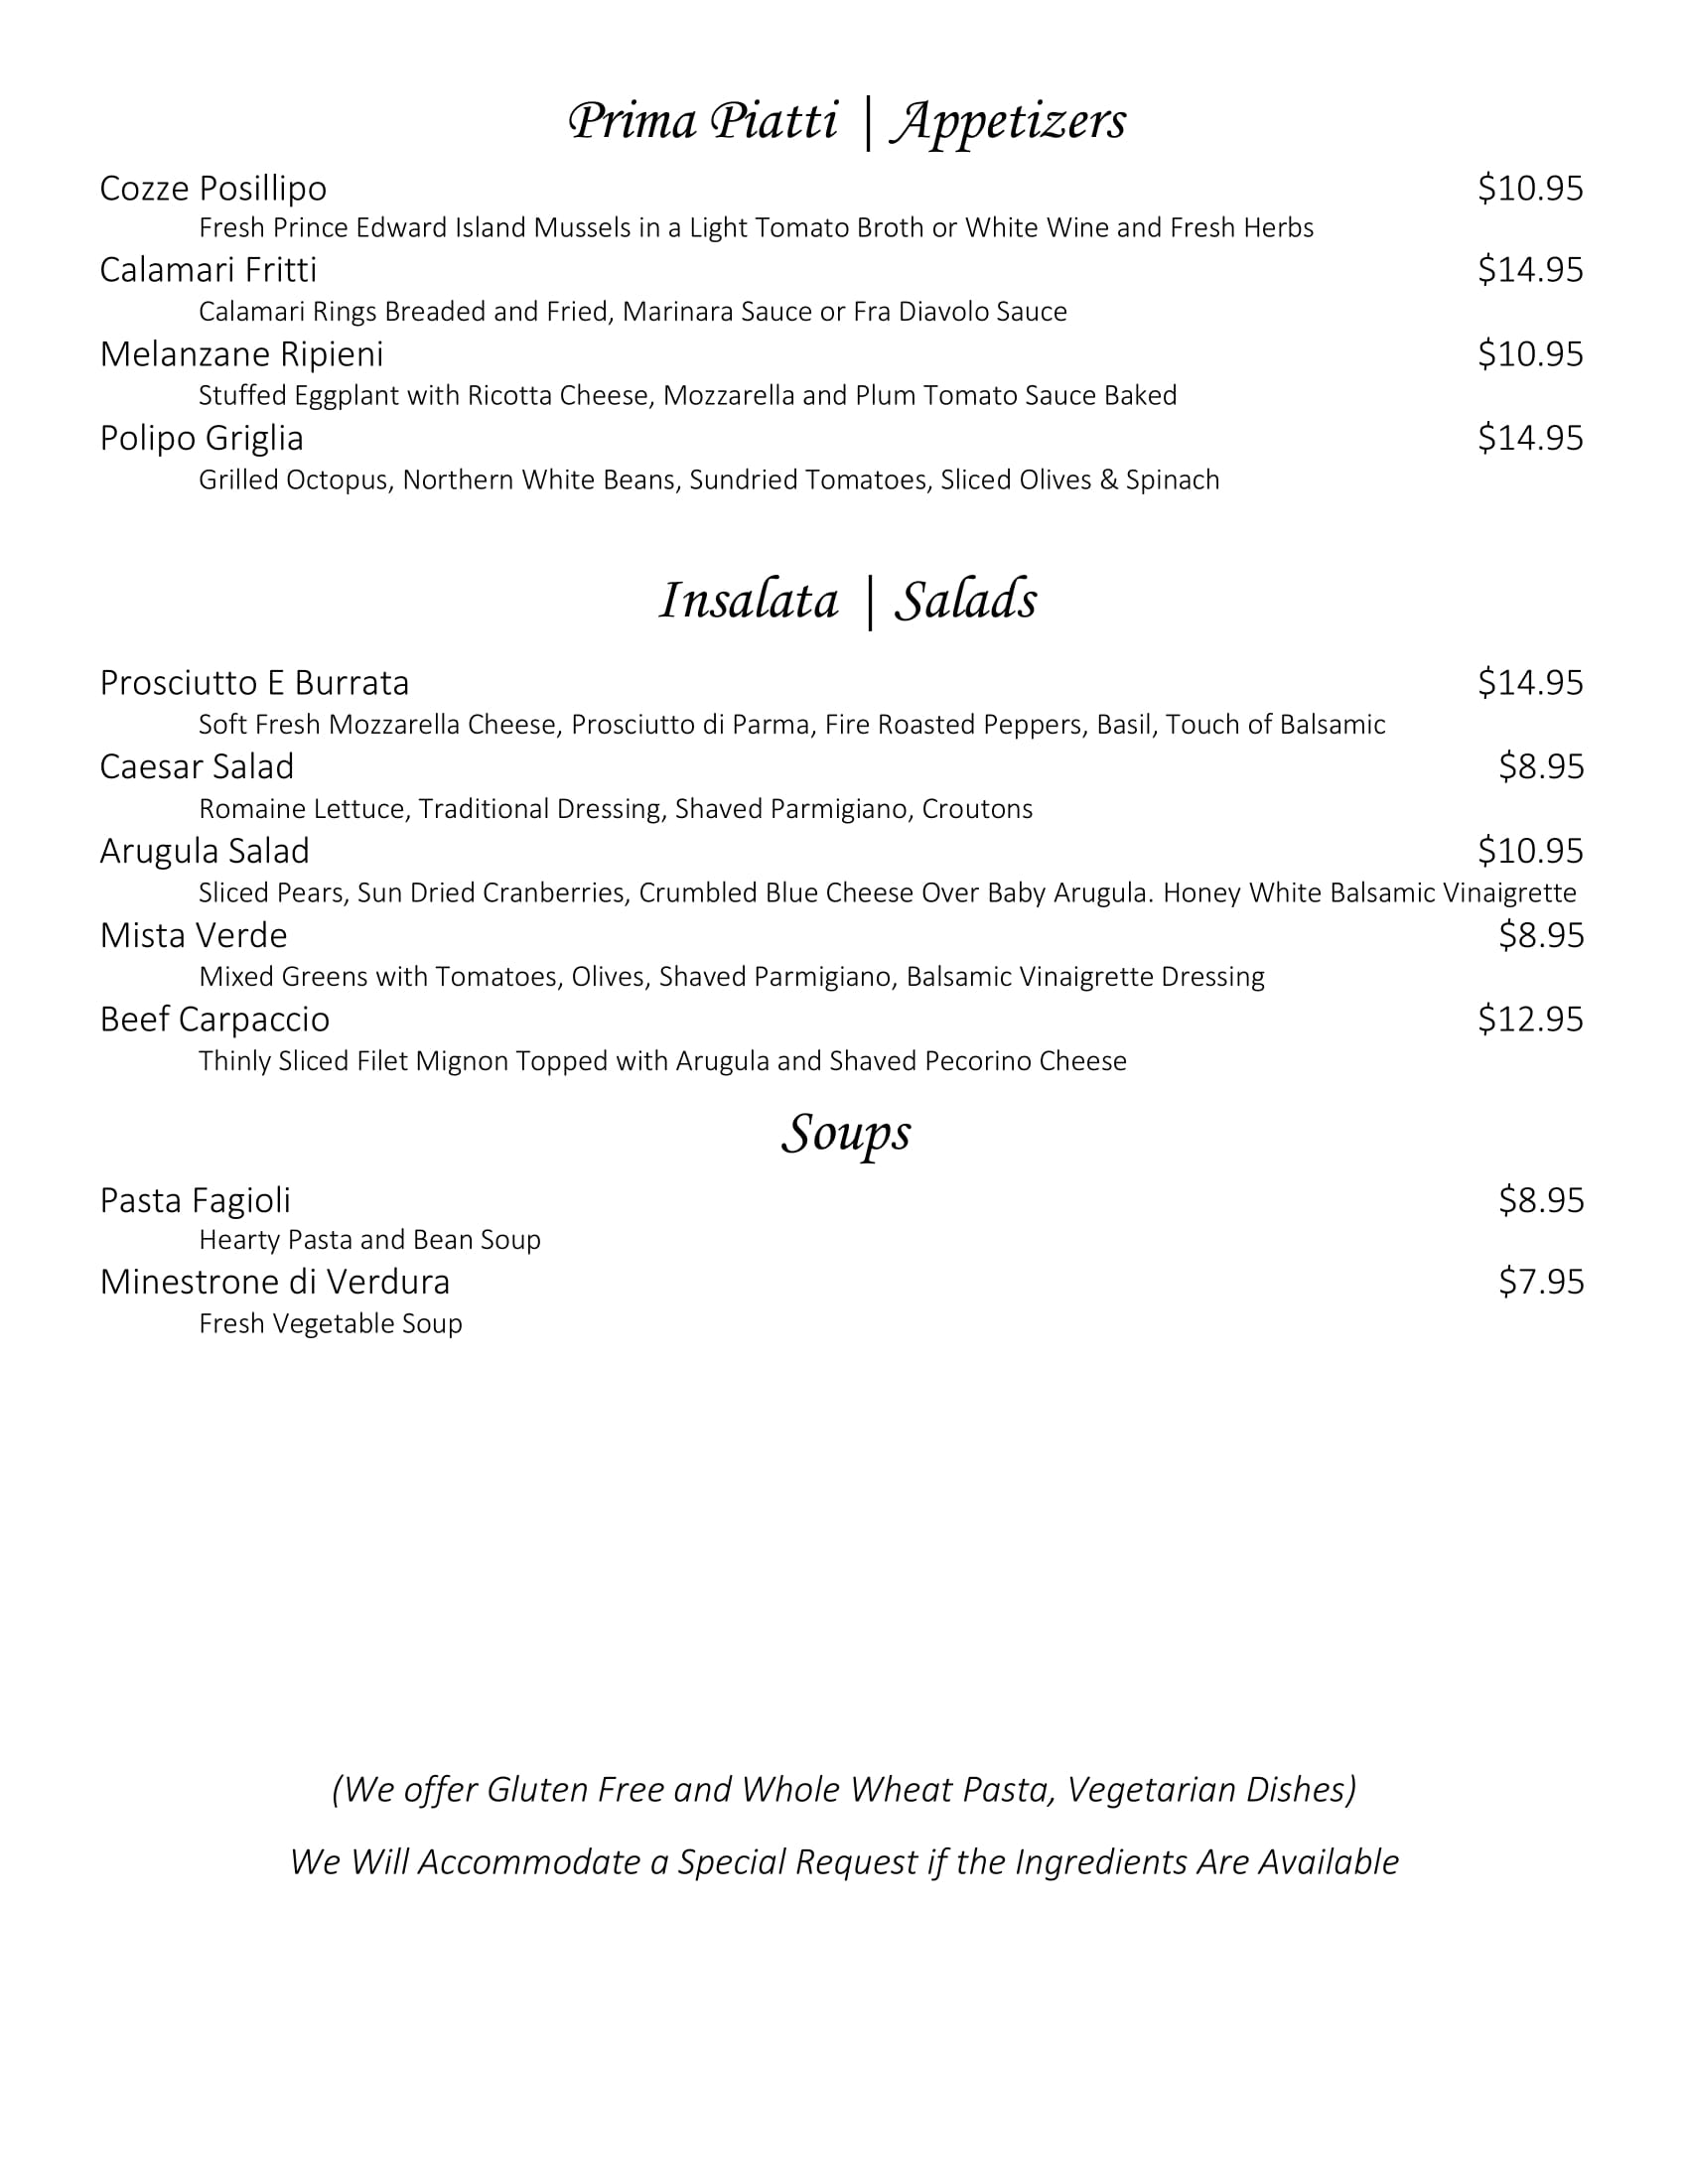 Prima Piatti | Appetizers
Cozze Posillipo $10.95
Fresh Prince Edward Island Mussels in a Light Tomato Broth or White Wine and Fresh Herbs
Calamari Fritti $14.95
Calamari Rings Breaded and Fried, Marinara Sauce or Fra Diavolo Sauce
Melanzane Ripieni $10.95
Stuffed Eggplant with Ricotta Cheese, Mozzarella and Plum Tomato Sauce Baked
Polipo Griglia $14.95
Grilled Octopus, Northern White Beans, Sundried Tomatoes, Sliced Olives & Spinach
Insalata | Salads
Prosciutto E Burrata $14.95
Soft Fresh Mozzarella Cheese, Prosciutto di Parma, Fire Roasted Peppers, Basil, Touch of Balsamic
Caesar Salad $8.95
Romaine Lettuce, Traditional Dressing, Shaved Parmigiano, Croutons
Arugula Salad $10.95
Sliced Pears, Sun Dried Cranberries, Crumbled Blue Cheese Over Baby Arugula. Honey White Balsamic Vinaigrette
Mista Verde $8.95
Mixed Greens with Tomatoes, Olives, Shaved Parmigiano, Balsamic Vinaigrette Dressing
Beef Carpaccio $12.95
Thinly Sliced Filet Mignon Topped with Arugula and Shaved Pecorino Cheese
Soups
Pasta Fagioli $8.95
Hearty Pasta and Bean Soup
Minestrone di Verdura $7.95
Fresh Vegetable Soup
(We offer Gluten Free and Whole Wheat Pasta, Vegetarian Dishes)
We Will Accommodate a Special Request if the Ingredients Are Available